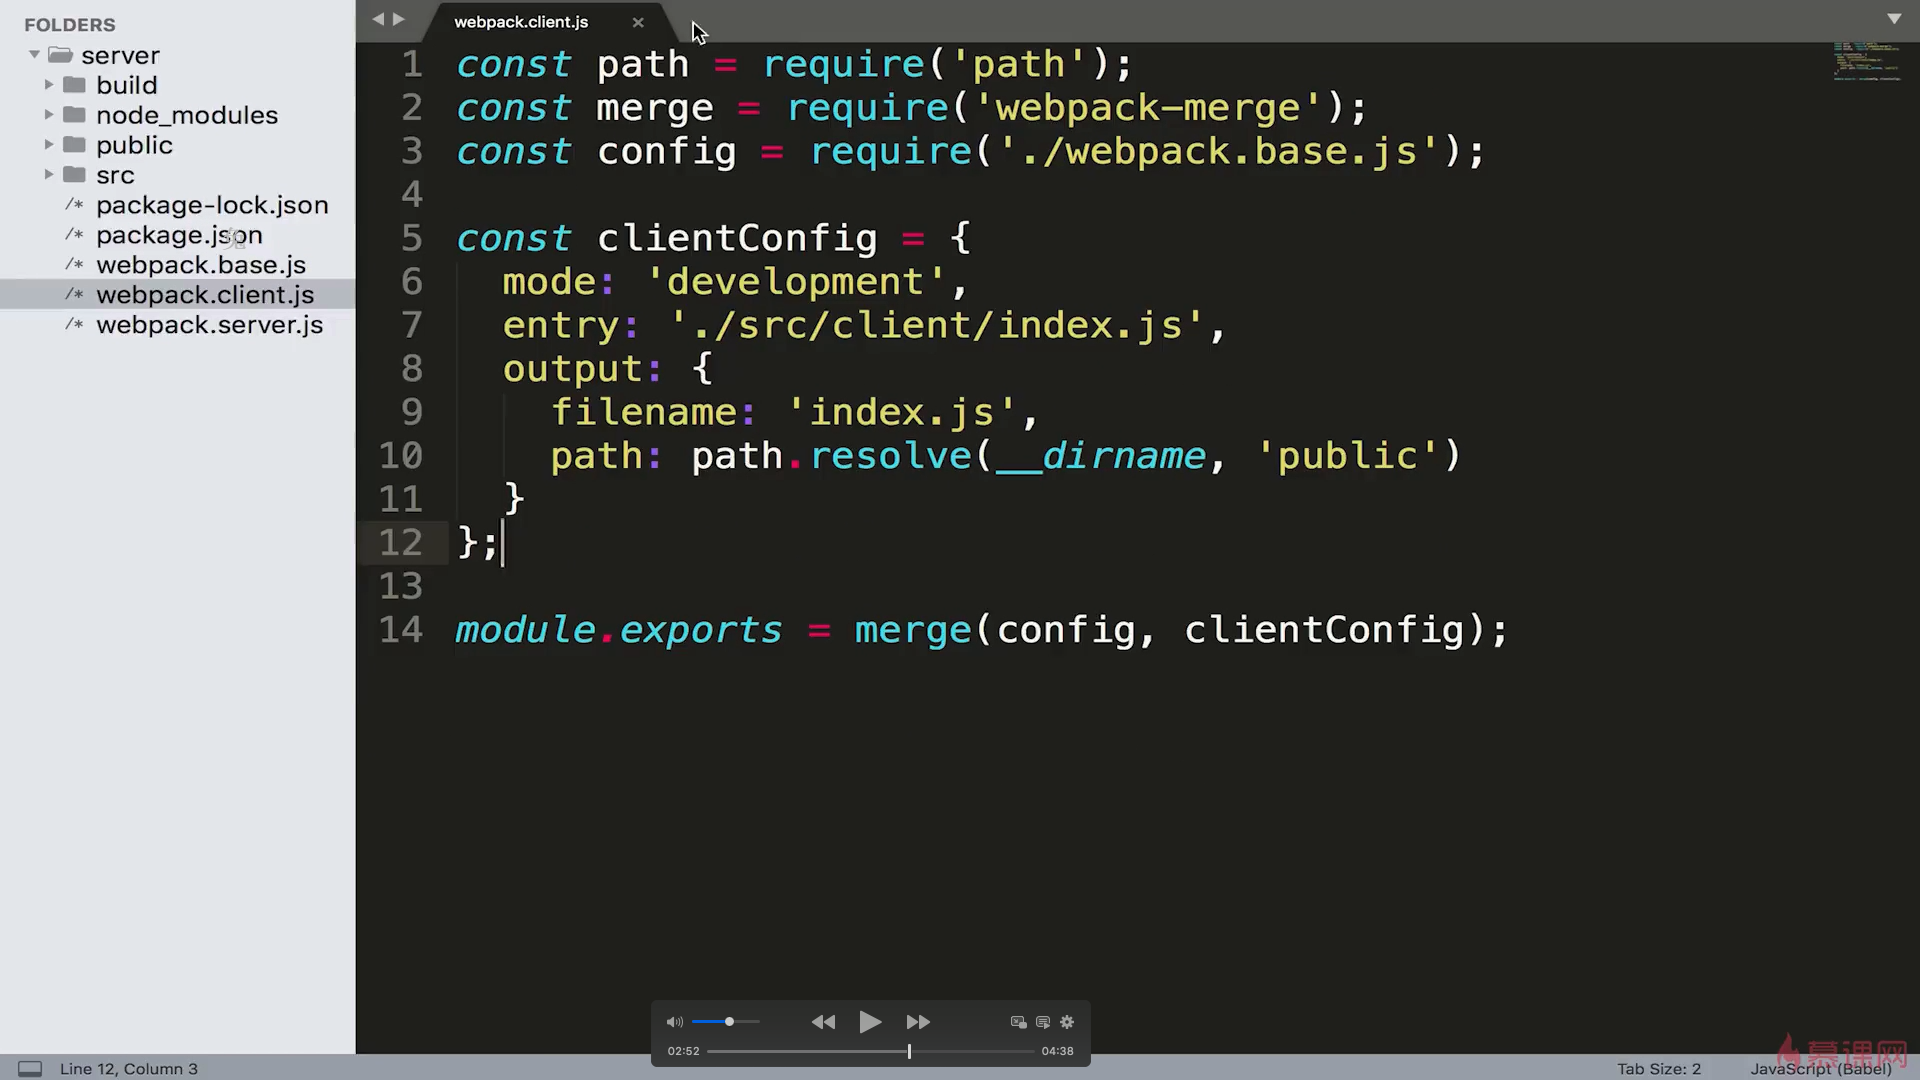 FOLDERS
server
build
node_modules
public
src
/* package-lock.json
/* package.json
/* webpack.base.js
/* webpack.client.js
/* webpack.server.js
webpack.client.js ×
1 const path = require('path');
2 const merge = require('webpack-merge');
3 const config = require('./webpack.base.js');
4
5 const clientConfig = {
6 mode: 'development',
7 entry: './src/client/index.js',
8 output: {
9 filename: 'index.js',
10 path: path.resolve(__dirname, 'public')
11 }
12 };
13
14 module.exports = merge(config, clientConfig);
02:52
04:38
Line 12, Column 3
Tab Size: 2
JavaScript (Babel)
慕课网